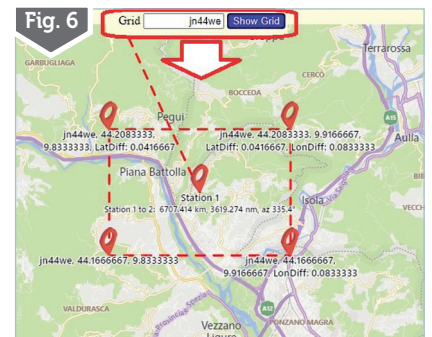 Fig. 6
Grid jn44we Show Grid
Terrarossa
GARBUGLIAGA
CERCÒ
BOCCEDA
Pegui
A15
Aulla
jn44we, 44.2083333,
9.8333333, LatDiff: 0.0416667
jn44we, 44.2083333, 9.9166667,
LatDiff: 0.0416667, LonDiff: 0.0833333
Piana Battolla
Station 1
Station 1 to 2: 6707.414 km, 3619.274 nm, az 335.4°
Isola
jn44we, 44.1666667, 9.8333333
jn44we, 44.1666667,
9.9166667, LonDiff: 0.0833333
VALDURASCA
A12
Vezzano
Ligure
PONZANO MAGRA